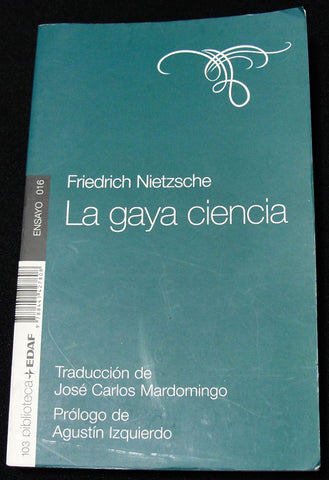 Friedrich Nietzsche
La gaya ciencia
ENSAYO 016
Traducción de
José Carlos Mardomingo
Prólogo de
Agustín Izquierdo
103 biblioteca EDAF